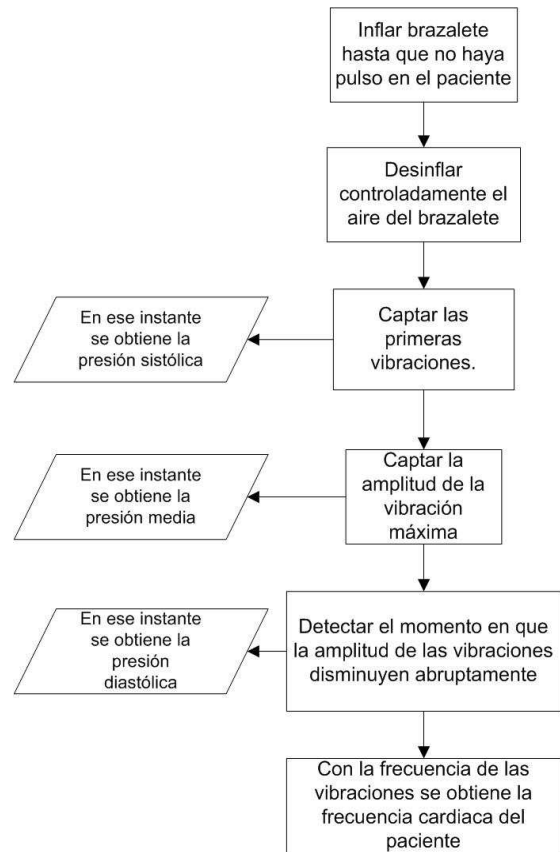 Inflar brazalete
hasta que no haya
pulso en el paciente
Desinflar
controladamente el
aire del brazalete
Captar las
primeras
vibraciones.
En ese instante
se obtiene la
presión sistólica
Captar la
amplitud de la
vibración
máxima
En ese instante
se obtiene la
presión media
Detectar el momento en que
la amplitud de las vibraciones
disminuyen abruptamente
En ese instante
se obtiene la
presión
diastólica
Con la frecuencia de las
vibraciones se obtiene la
frecuencia cardiaca del
paciente